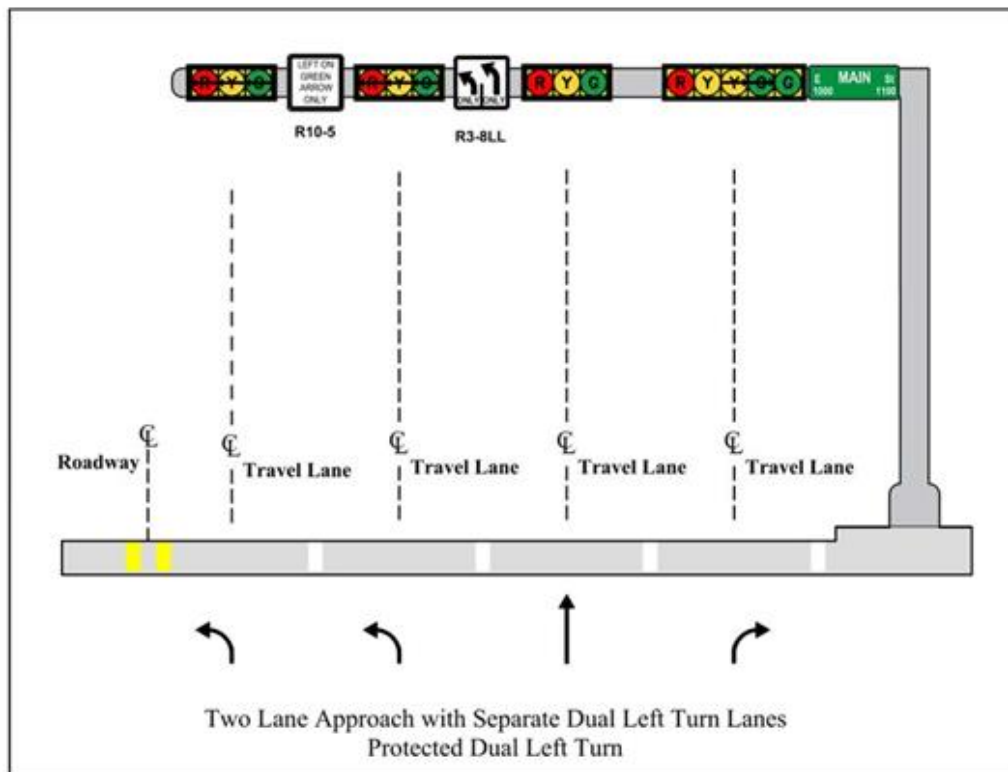 R Y G
LEFT ON
GREEN
ARROW
ONLY
R Y G
ONLY ONLY
R Y G
R Y Y G G
E MAIN St
1000 1100
R10-5
R3-8LL
Roadway ℄
℄ Travel Lane
℄ Travel Lane
℄ Travel Lane
℄ Travel Lane
Two Lane Approach with Separate Dual Left Turn Lanes
Protected Dual Left Turn